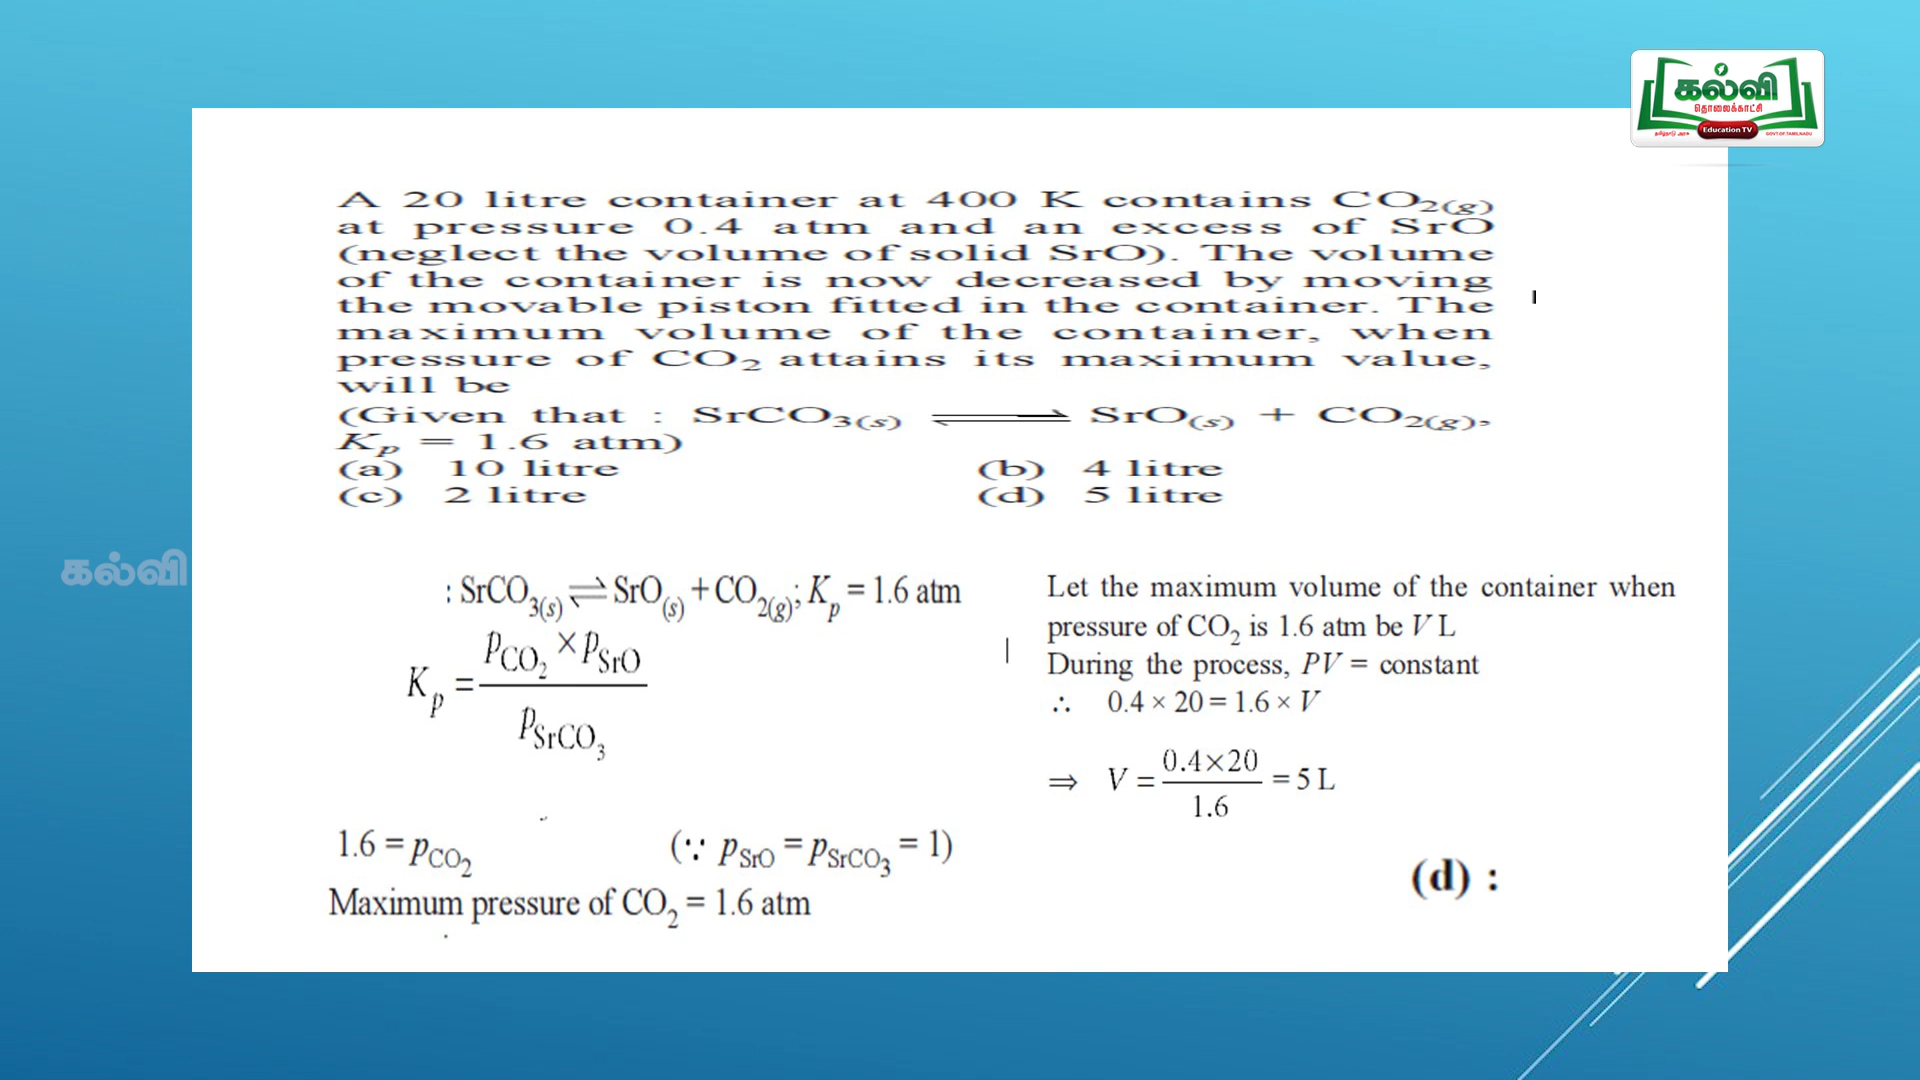 கல்வி
தொலைக்காட்சி
தமிழ்நாடு அரசு Education TV GOVT OF TAMILNADU
A 20 litre container at 400 K contains CO₂(g)
at pressure 0.4 atm and an excess of SrO
(neglect the volume of solid SrO). The volume
of the container is now decreased by moving
the movable piston fitted in the container. The
maximum volume of the container, when
pressure of CO₂ attains its maximum value,
will be
(Given that : SrCO₃(s) ⇌ SrO(s) + CO₂(g),
Kp = 1.6 atm)
(a) 10 litre (b) 4 litre
(c) 2 litre (d) 5 litre
கல்வி
: SrCO₃(s) ⇌ SrO(s) + CO₂(g); Kp = 1.6 atm
Kp = (pCO₂ × pSrO) / pSrCO₃
1.6 = pCO₂ (∵ pSrO = pSrCO₃ = 1)
Maximum pressure of CO₂ = 1.6 atm
Let the maximum volume of the container when
pressure of CO₂ is 1.6 atm be V L
During the process, PV = constant
∴ 0.4 × 20 = 1.6 × V
⇒ V = (0.4×20) / 1.6 = 5 L
(d) :